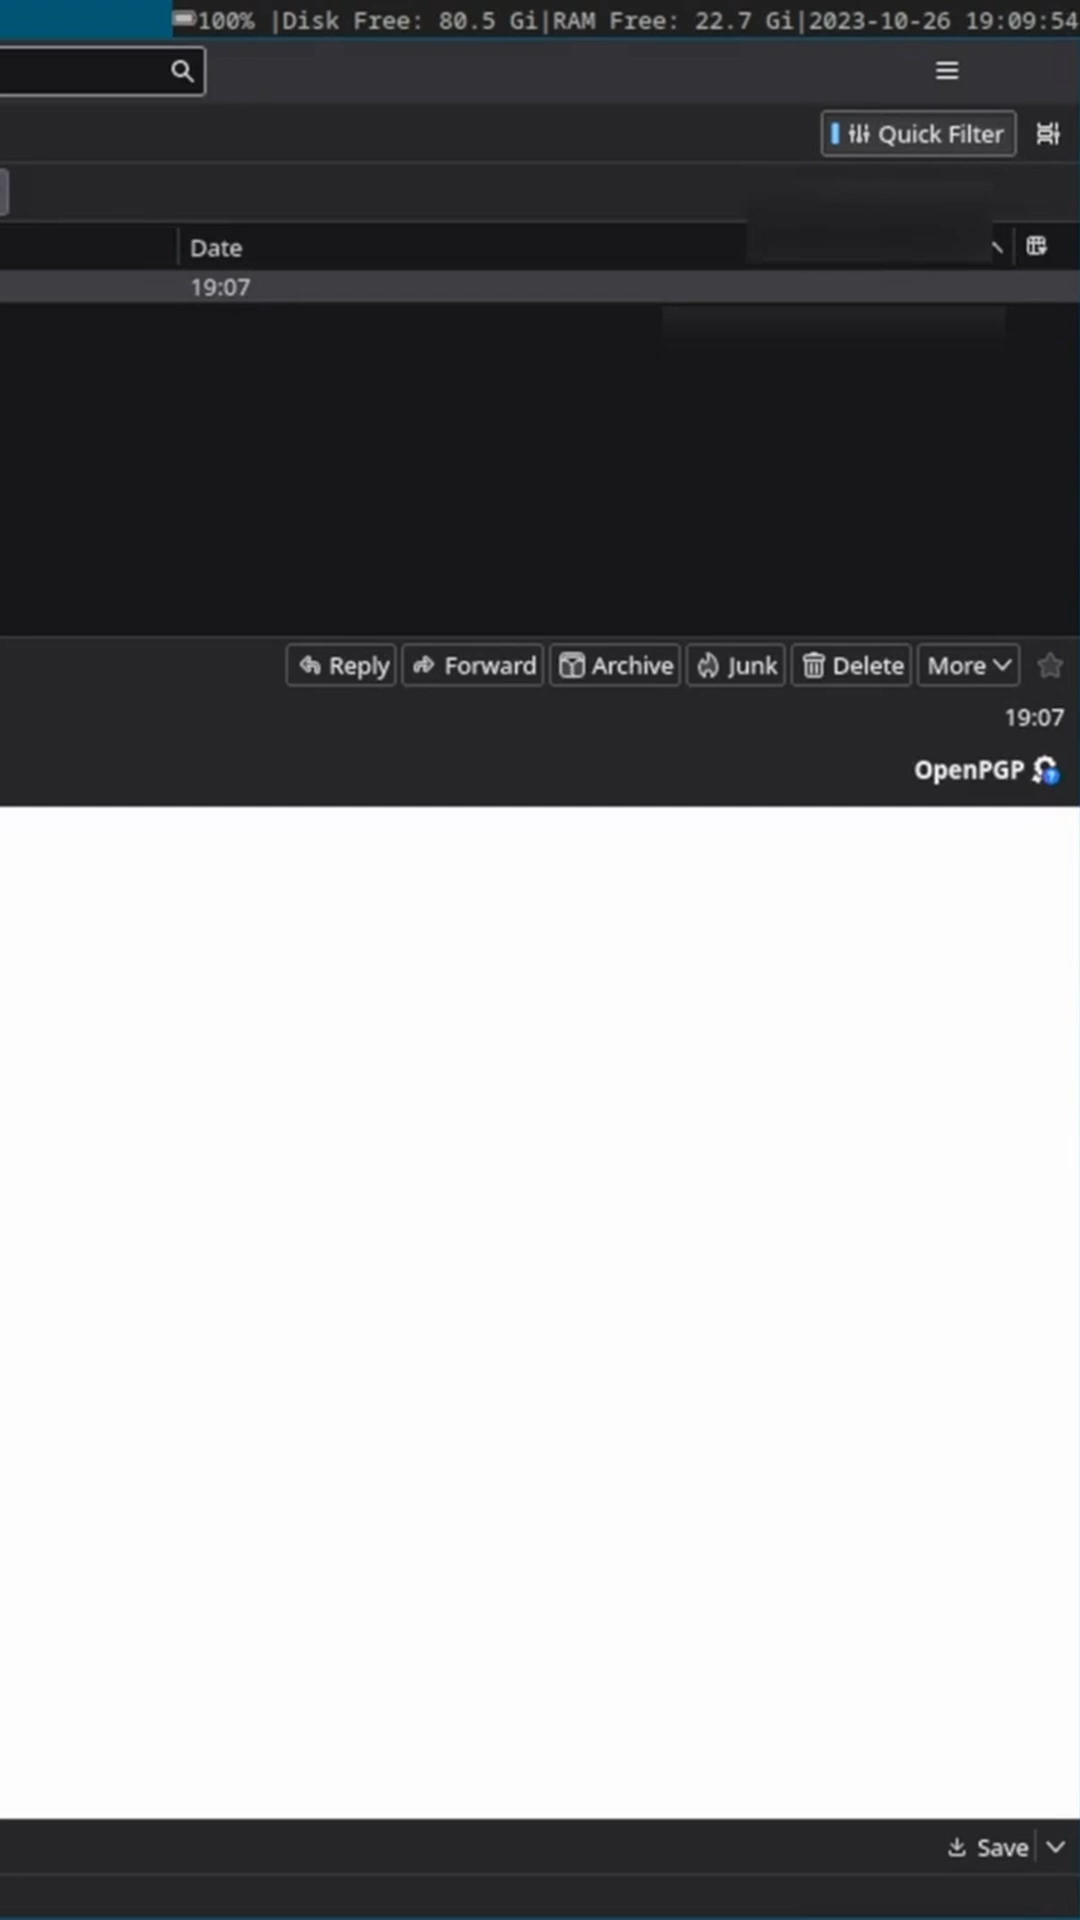 100% |Disk Free: 80.5 Gi|RAM Free: 22.7 Gi|2023-10-26 19:09:54
Quick Filter
Date
19:07
Reply Forward Archive Junk Delete More
19:07
OpenPGP
Save